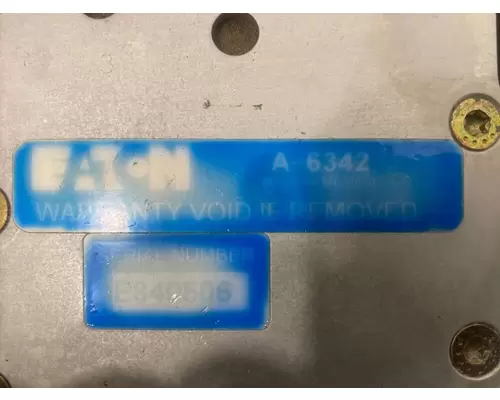 EATON
A-6342
WARRANTY VOID IF REMOVED
SERIAL NUMBER